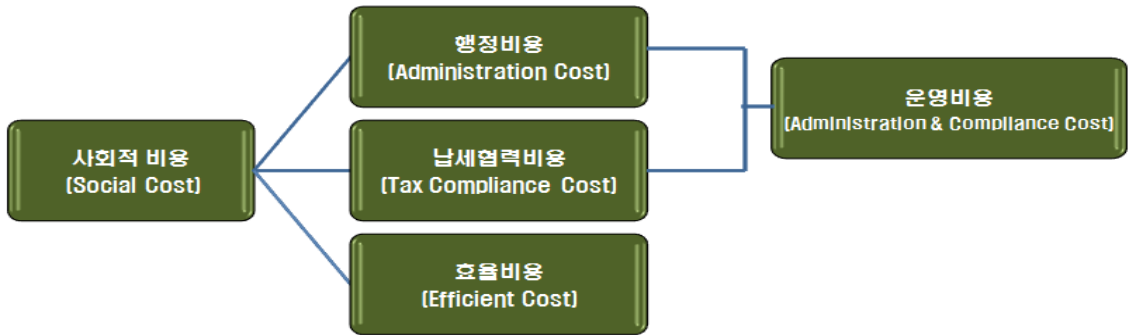 사회적 비용
(Social Cost)
행정비용
(Administration Cost)
납세협력비용
(Tax Compliance Cost)
효율비용
(Efficient Cost)
운영비용
(Administration & Compliance Cost)